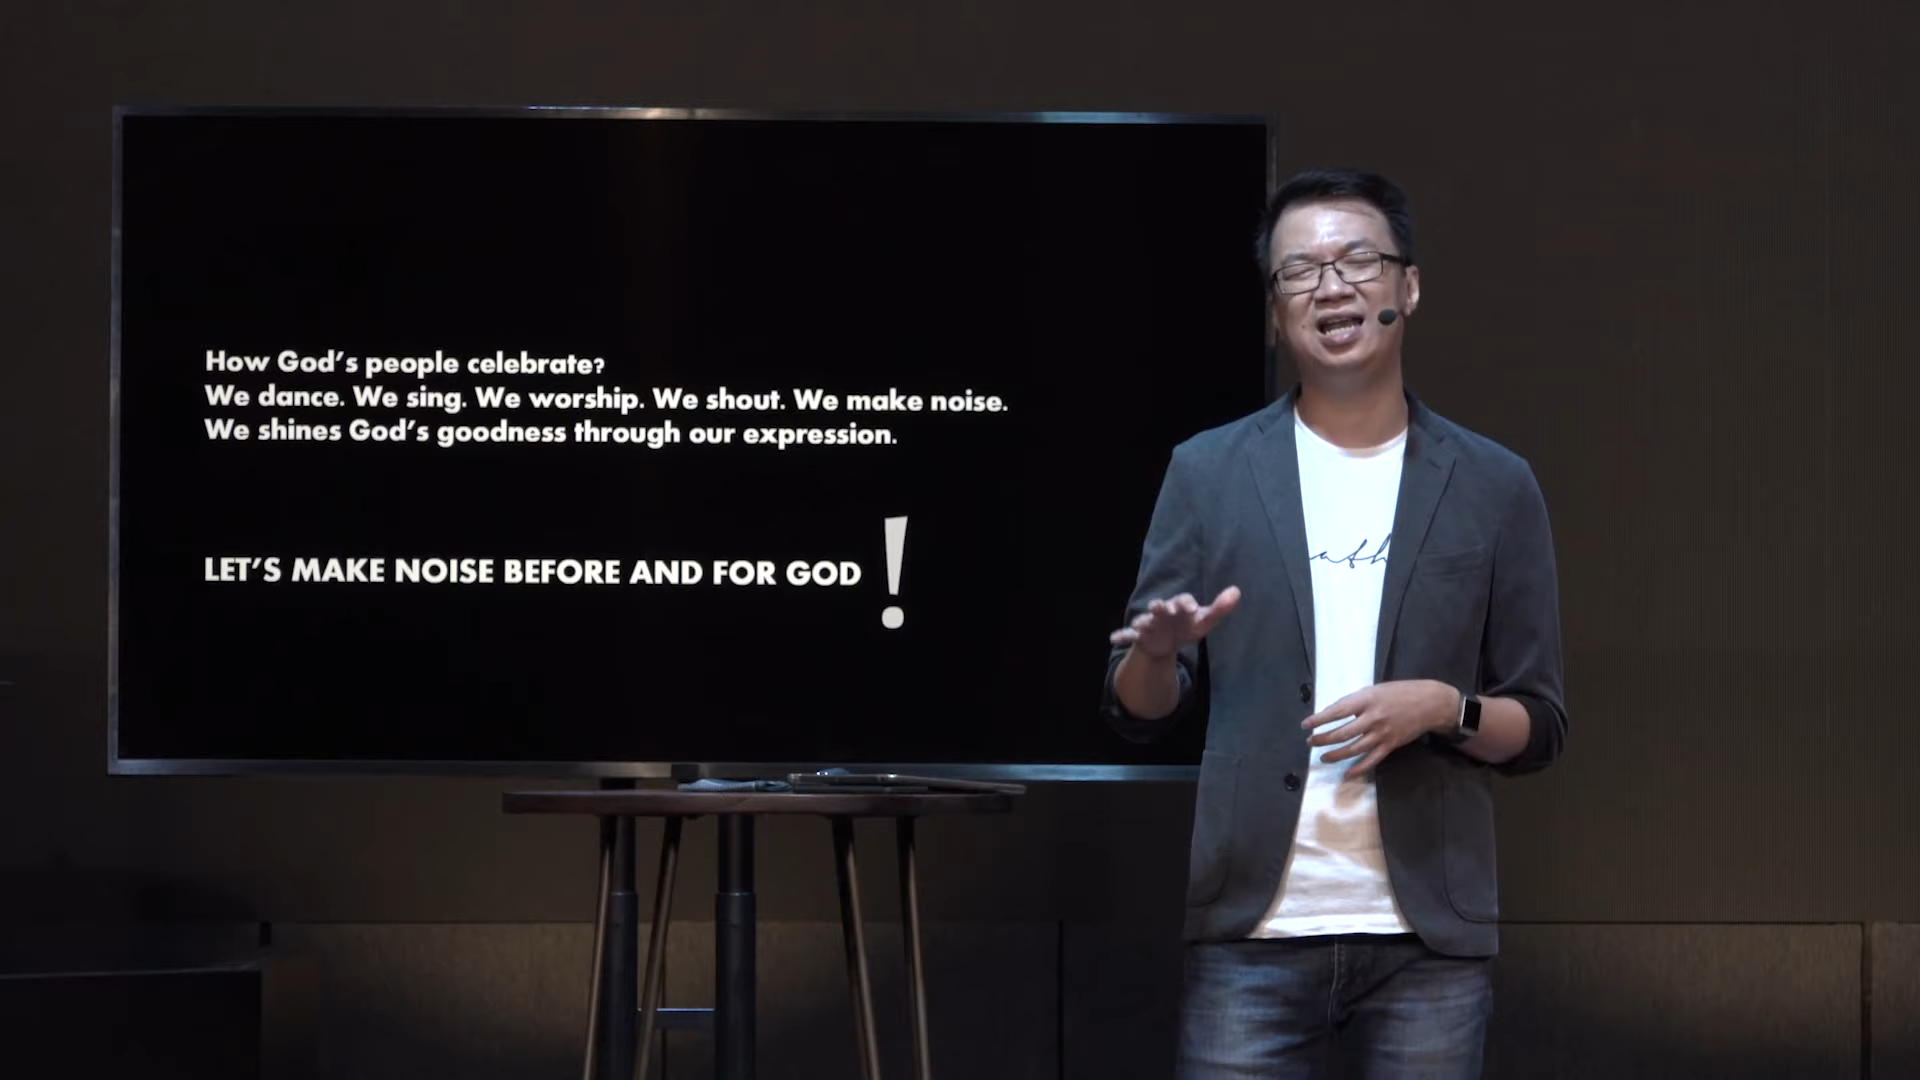 How God's people celebrate?
We dance. We sing. We worship. We shout. We make noise.
We shines God's goodness through our expression.
LET'S MAKE NOISE BEFORE AND FOR GOD!